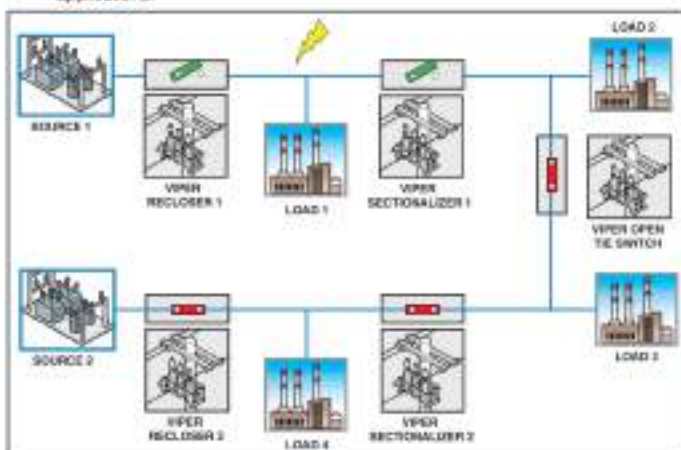 LOAD 2
SOURCE 1
VIPER
RECLOSER 1
LOAD 1
VIPER
SECTIONALIZER 1
VIPER OPEN
TIE SWITCH
SOURCE 2
VIPER
RECLOSER 2
LOAD 4
VIPER
SECTIONALIZER 2
LOAD 3